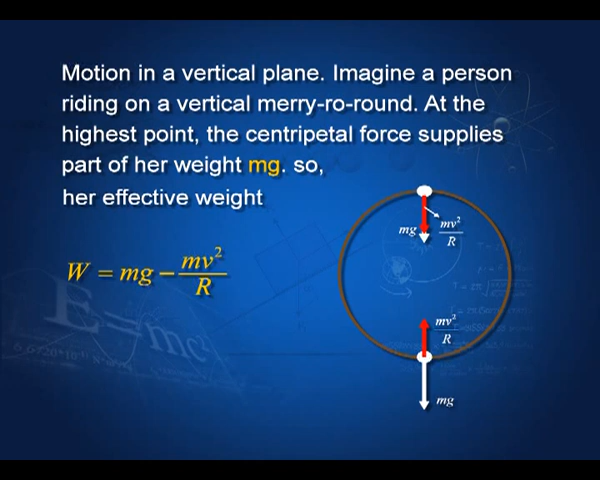 Motion in a vertical plane. Imagine a person
riding on a vertical merry-ro-round. At the
highest point, the centripetal force supplies
part of her weight mg. so,
her effective weight
W = mg - mv²/R
mg
mv²/R
mv²/R
mg
E=mc²